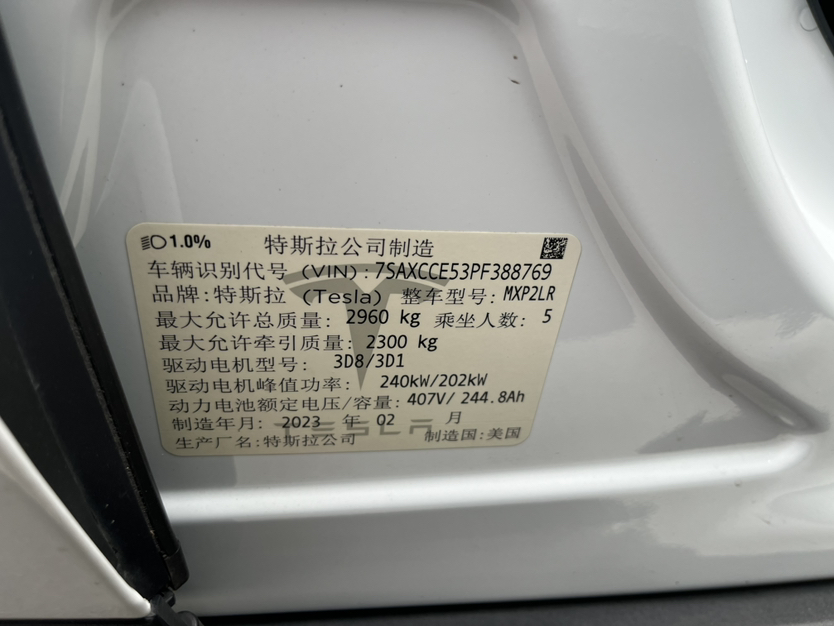 1.0% 特斯拉公司制造
车辆识别代号 (VIN):7SAXCCE53PF388769
品牌:特斯拉 (Tesla) 整车型号: MXP2LR
最大允许总质量: 2960 kg 乘坐人数: 5
最大允许牵引质量: 2300 kg
驱动电机型号: 3D8/3D1
驱动电机峰值功率: 240kW/202kW
动力电池额定电压/容量: 407V/ 244.8Ah
制造年月: 2023 年 02 月
TESLA
生产厂名:特斯拉公司 制造国:美国